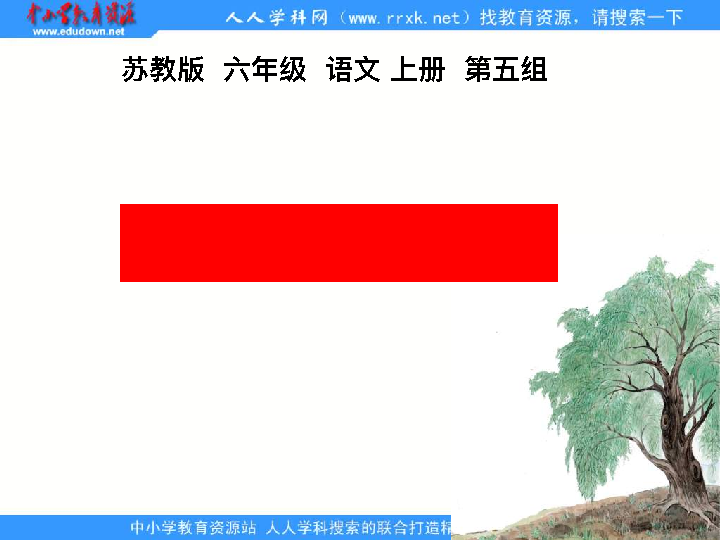 中小学教育资源 人人学科网（www.rrxk.net）找教育资源，请搜索一下
www.edudown.net
苏教版 六年级 语文 上册 第五组
中小学教育资源站 人人学科搜索的联合打造